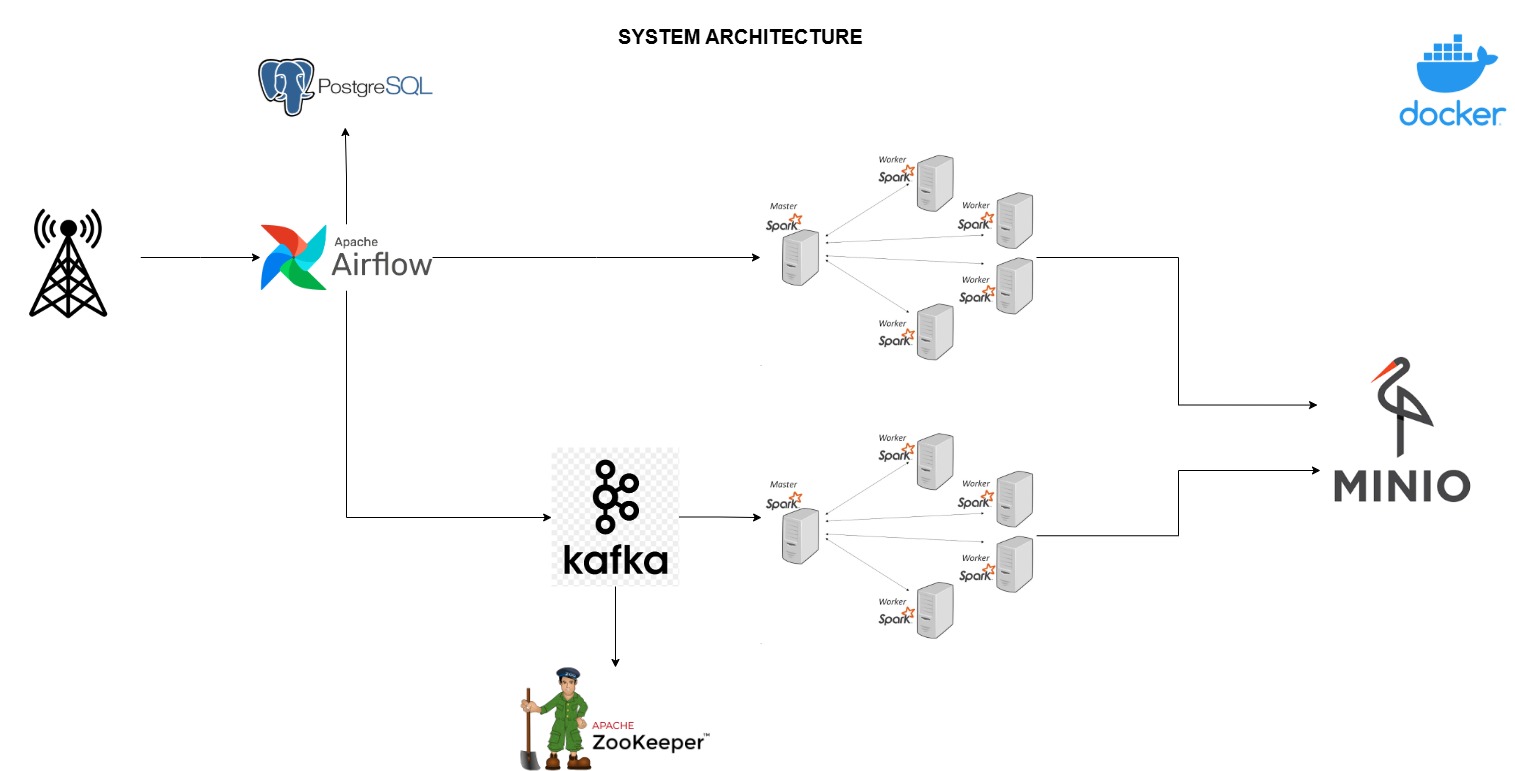 SYSTEM ARCHITECTURE
PostgreSQL
docker
Apache
Airflow
Master
Spark
Worker
Spark
Worker
Spark
Worker
Spark
Worker
Spark
MINIO
kafka
Master
Spark
Worker
Spark
Worker
Spark
Worker
Spark
Worker
Spark
APACHE
ZooKeeper™